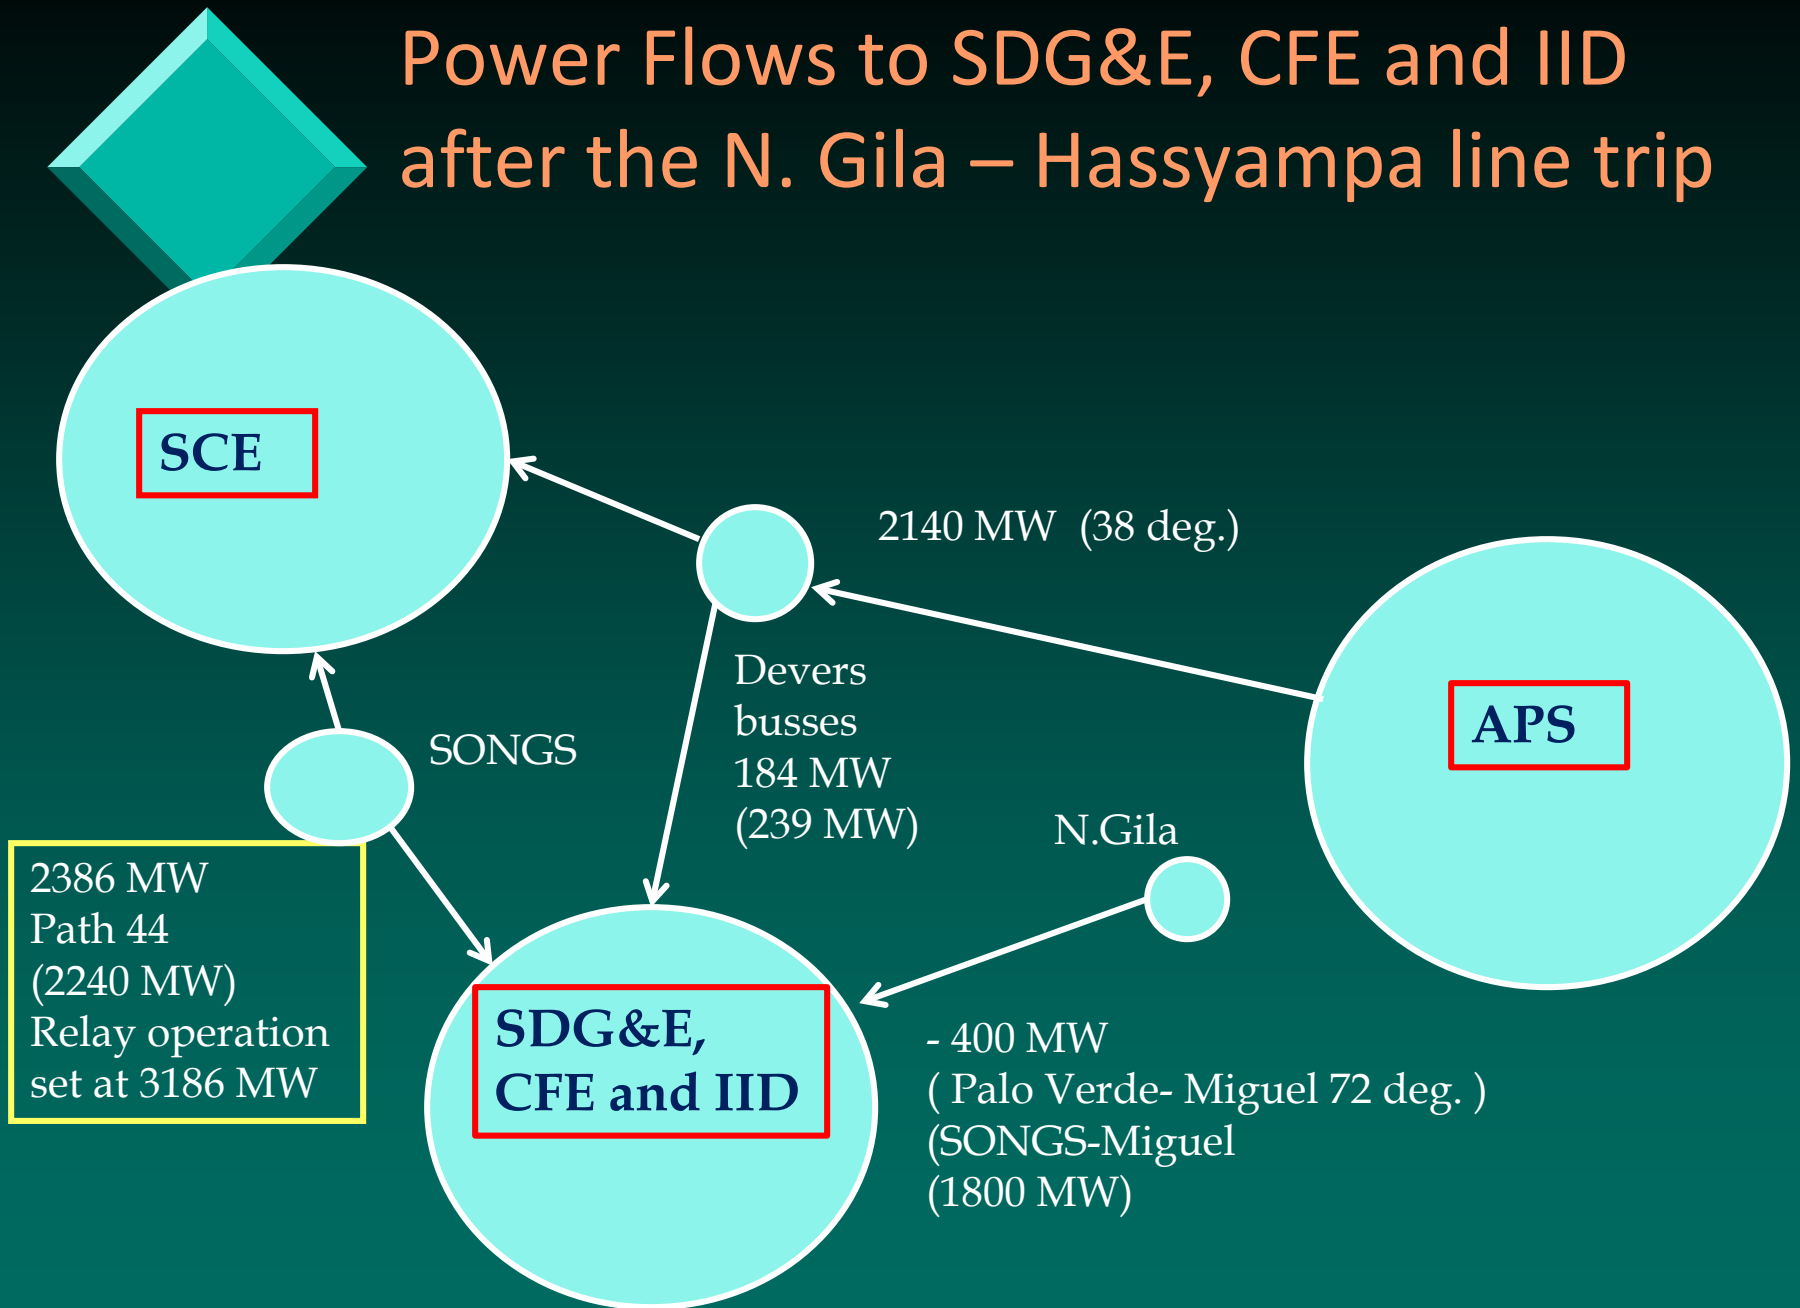 Power Flows to SDG&E, CFE and IID
after the N. Gila – Hassyampa line trip
SCE
2140 MW (38 deg.)
Devers
busses
184 MW
(239 MW)
APS
SONGS
N.Gila
2386 MW
Path 44
(2240 MW)
Relay operation
set at 3186 MW
SDG&E,
CFE and IID
- 400 MW
( Palo Verde- Miguel 72 deg. )
(SONGS-Miguel
(1800 MW)